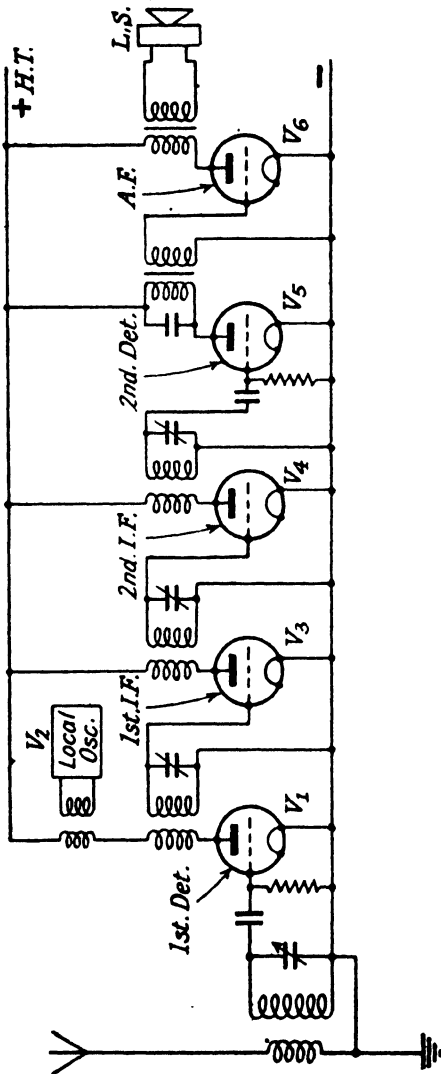 + H.T.
L.S.
V2
Local
Osc.
1st. Det.
1st. I.F.
2nd. I.F.
2nd. Det.
A.F.
V1
V3
V4
V5
V6
–